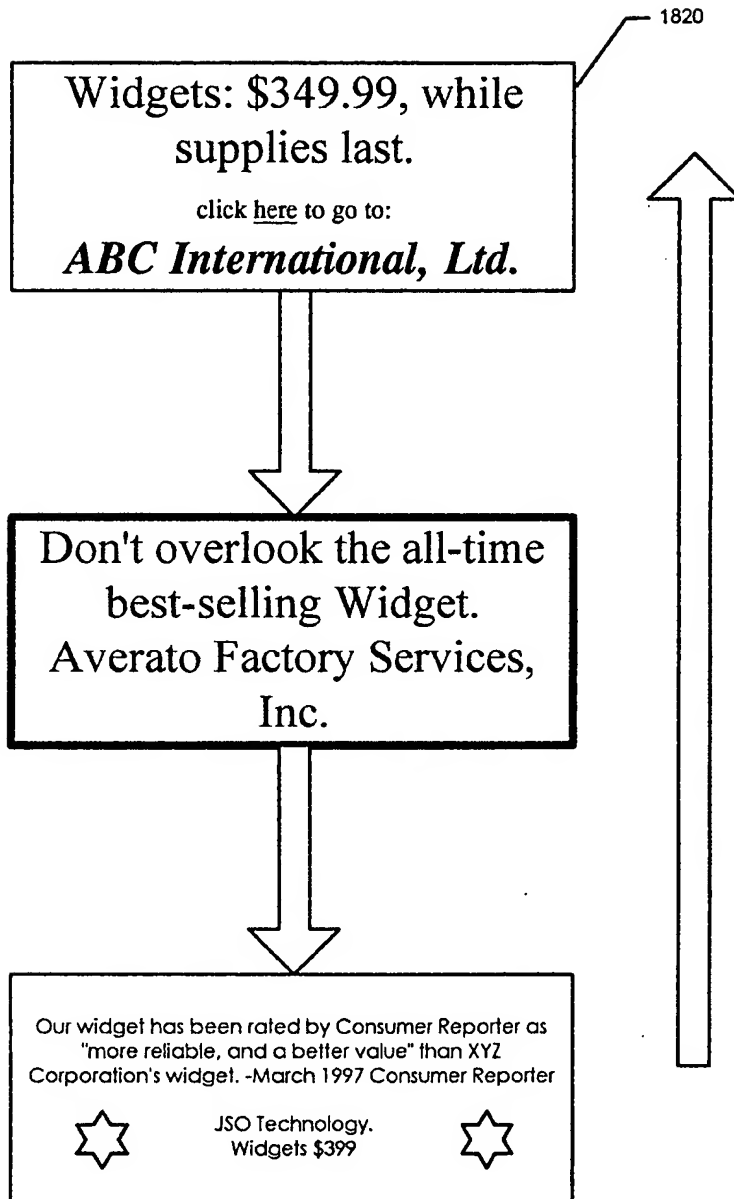 1820
Widgets: $349.99, while
supplies last.
click here to go to:
ABC International, Ltd.
Don't overlook the all-time
best-selling Widget.
Averato Factory Services,
Inc.
Our widget has been rated by Consumer Reporter as
"more reliable, and a better value" than XYZ
Corporation's widget. -March 1997 Consumer Reporter
JSO Technology.
Widgets $399